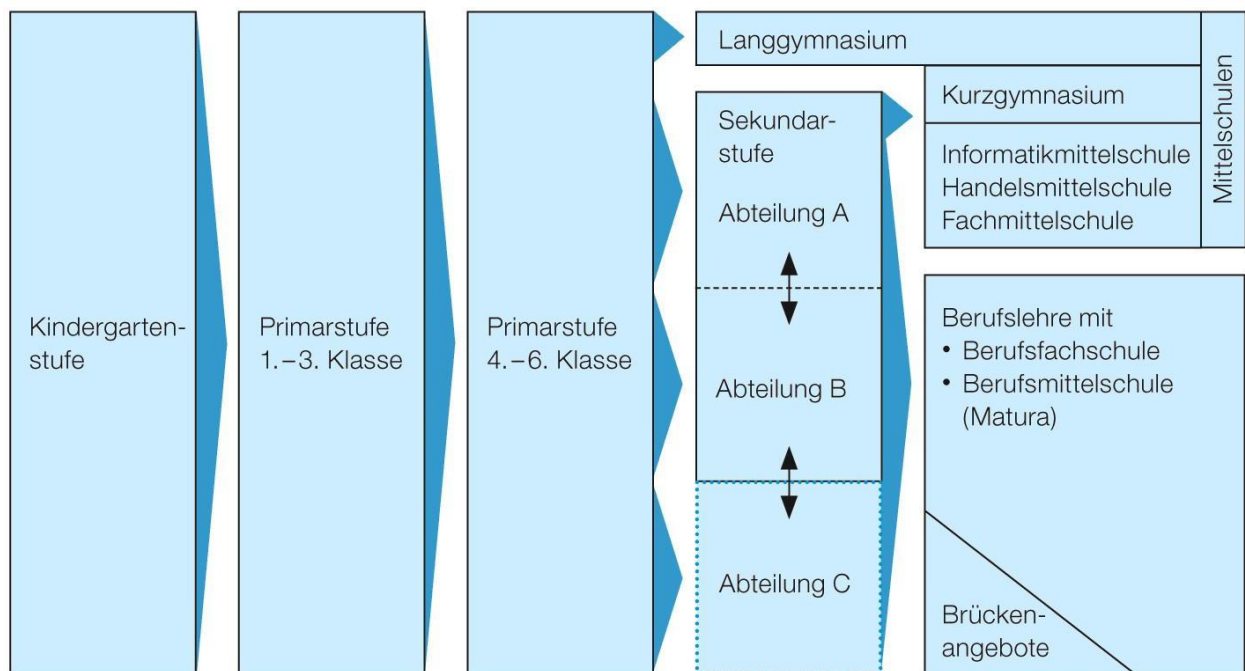 Kindergarten-
stufe
Primarstufe
1.–3. Klasse
Primarstufe
4.–6. Klasse
Langgymnasium
Sekundar-
stufe
Abteilung A
Abteilung B
Abteilung C
Kurzgymnasium
Informatikmittelschule
Handelsmittelschule
Fachmittelschule
Mittelschulen
Berufslehre mit
• Berufsfachschule
• Berufsmittelschule
(Matura)
Brücken-
angebote